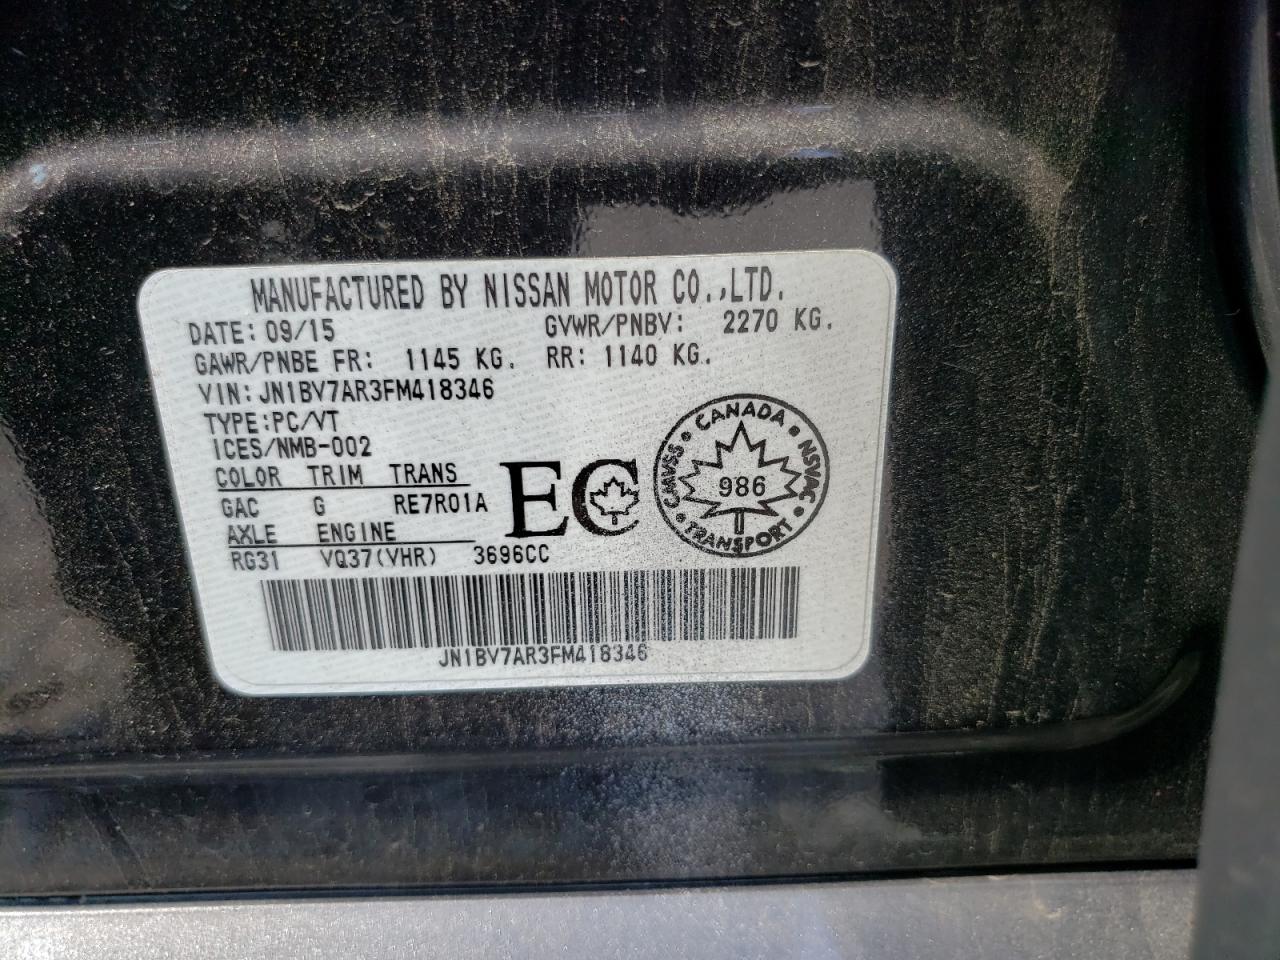 MANUFACTURED BY NISSAN MOTOR CO.,LTD.
DATE: 09/15 GVWR/PNBV: 2270 KG.
GAWR/PNBE FR: 1145 KG. RR: 1140 KG.
VIN: JN1BV7AR3FM418346
TYPE: PC/VT
ICES/NMB-002
COLOR TRIM TRANS
GAC G RE7R01A
AXLE ENGINE
RG31 VQ37(VHR) 3696CC
EC
CANADA
CMVSS NSVAC
986
TRANSPORT
JN1BV7AR3FM418346